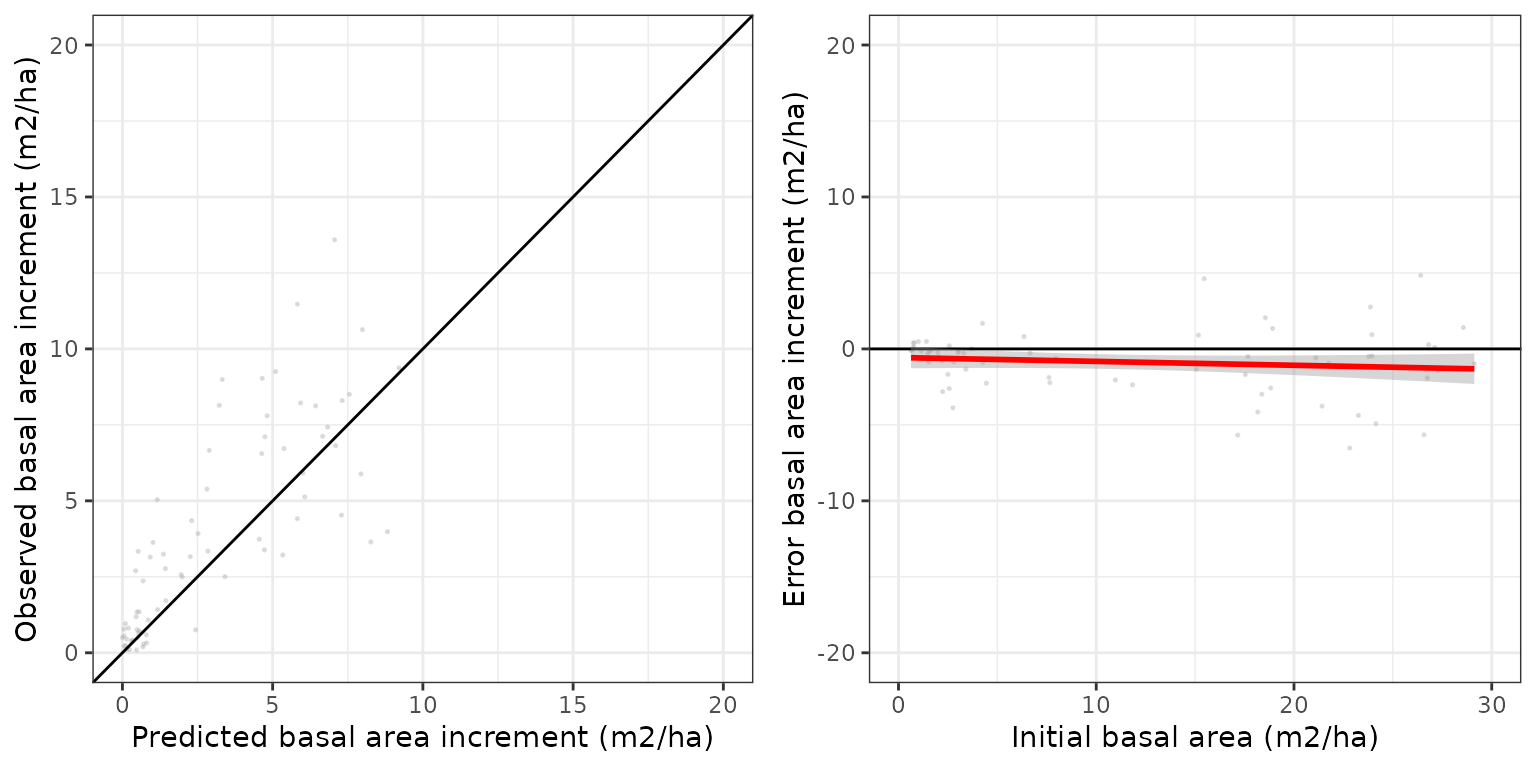 Observed basal area increment (m2/ha)
20
15
10
5
0
0 5 10 15 20
Predicted basal area increment (m2/ha)
Error basal area increment (m2/ha)
20
10
0
-10
-20
0 10 20 30
Initial basal area (m2/ha)